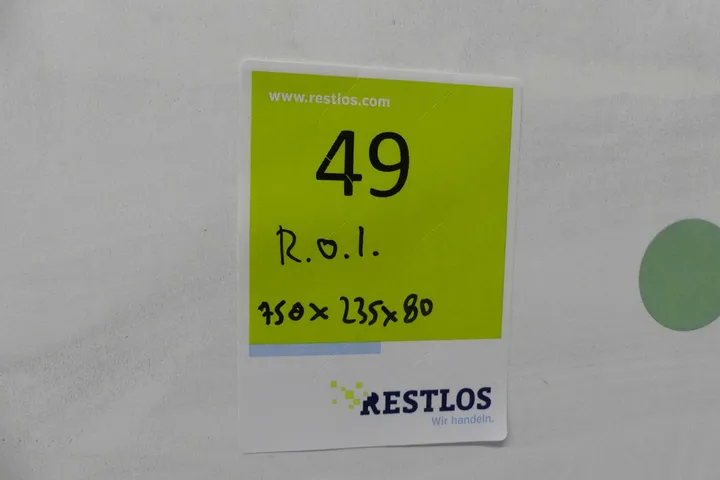 www.restlos.com
49
R.o.l.
750x235x80
RESTLOS
Wir handeln.